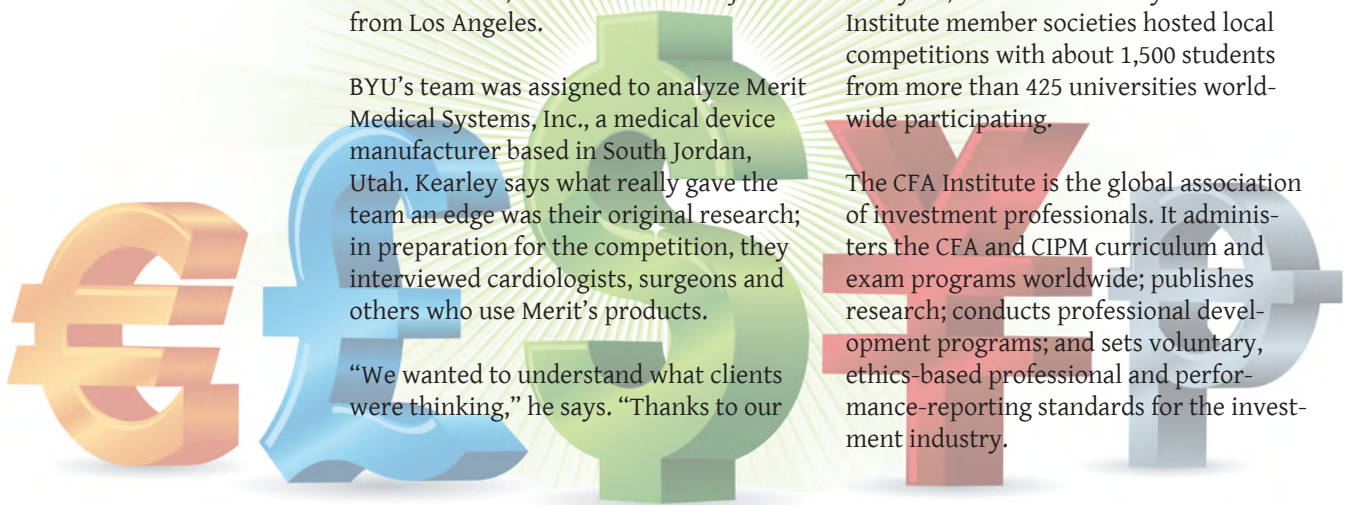 from Los Angeles.
BYU’s team was assigned to analyze Merit
Medical Systems, Inc., a medical device
manufacturer based in South Jordan,
Utah. Kearley says what really gave the
team an edge was their original research;
in preparation for the competition, they
interviewed cardiologists, surgeons and
others who use Merit’s products.
“We wanted to understand what clients
were thinking,” he says. “Thanks to our
Institute member societies hosted local
competitions with about 1,500 students
from more than 425 universities world-
wide participating.
The CFA Institute is the global association
of investment professionals. It adminis-
ters the CFA and CIPM curriculum and
exam programs worldwide; publishes
research; conducts professional devel-
opment programs; and sets voluntary,
ethics-based professional and perfor-
mance-reporting standards for the invest-
ment industry.
€ £ $ ¥ ₽